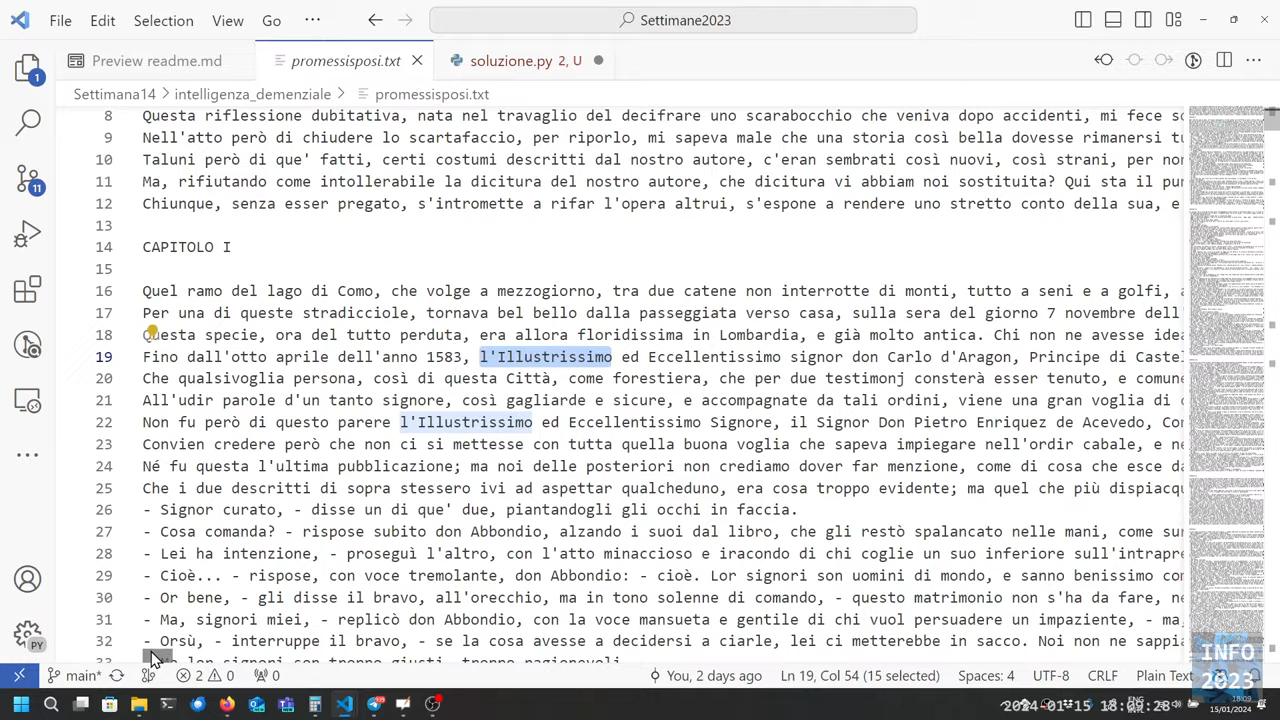 File Edit Selection View Go ··· Settimane2023
Preview readme.md promessisposi.txt soluzione.py 2, U
Settimana14 > intelligenza_demenziale > promessisposi.txt
8 Questa riflessione dubitativa, nata nel travaglio del decifrare uno scarabocchio che veniva dopo accidenti, mi fece so
9 Nell'atto però di chiudere lo scartafaccio, per riporlo, mi sapeva male che una storia così bella dovesse rimanersi tu
10 Taluni però di que' fatti, certi costumi descritti dal nostro autore, c'eran sembrati così nuovi, così strani, per non
11 Ma, rifiutando come intollerabile la dicitura del nostro autore, che dicitura vi abbiam noi sostituita? Qui sta il
12 Chiunque, senza esser pregato, s'intromette a rifar l'opera altrui, s'espone a rendere uno stretto conto della sua,
13
14 CAPITOLO I
15
16 Quel ramo del lago di Como, che volge a mezzogiorno, tra due catene non interrotte di monti, tutto a seni e a golfi, a
17 Per una di queste stradicciole, tornava bel bello dalla passeggiata verso casa, sulla sera del giorno 7 novembre dell
18 Questa specie, ora del tutto perduta, era allora floridissima in Lombardia, e già molto antica. Chi non ne avesse idea
19 Fino dall'otto aprile dell'anno 1583, l'Illustrissimo ed Eccellentissimo signor don Carlo d'Aragon, Principe di Caste
20 Che qualsivoglia persona, così di questa Città, come forestiera, che per due testimonj consterà esser tenuto, e
21 All'udir parole d'un tanto signore, così gagliarde e sicure, e accompagnate da tali ordini, viene una gran voglia di
22 Non fu però di questo parere l'Illustrissimo ed Eccellentissimo Signore, il Signor Don Pietro Enriquez de Acevedo, Con
23 Convien credere però che non ci si mettesse con tutta quella buona voglia che sapeva impiegare nell'ordir cabale, e
24 Né fu questa l'ultima pubblicazione; ma noi delle posteriori non crediamo dover far menzione, come di cosa che esce da
25 Che i due descritti di sopra stessero ivi ad aspettar qualcheduno, era cosa troppo evidente; ma quel che più dispiacqu
26 - Signor curato, - disse un di que' due, piantandogli gli occhi in faccia.
27 - Cosa comanda? - rispose subito don Abbondio, alzando i suoi dal libro, che gli restò spalancato nelle mani, come sur
28 - Lei ha intenzione, - proseguì l'altro, con l'atto minaccioso e iracondo di chi coglie un suo inferiore sull'intra
29 - Cioè... - rispose, con voce tremolante, don Abbondio: cioè. Lor signori son uomini di mondo, e sanno benissimo
30 - Or bene, - gli disse il bravo, all'orecchio, ma in tono solenne di comando, - questo matrimonio non s'ha da fare
31 - Ma, signori miei, - replicò don Abbondio, con la voce mansueta e gentile di chi vuol persuadere un impaziente, - ma,
32 - Orsù, - interruppe il bravo, - se la cosa avesse a decidersi a ciarle, lei ci metterebbe in sacco. Noi non ne sappia
main* 2 0 0 You, 2 days ago Ln 19, Col 54 (15 selected) Spaces: 4 UTF-8 CRLF Plain Text
INFO
2023
2024-01-15 18:09:28
18:09
15/01/2024